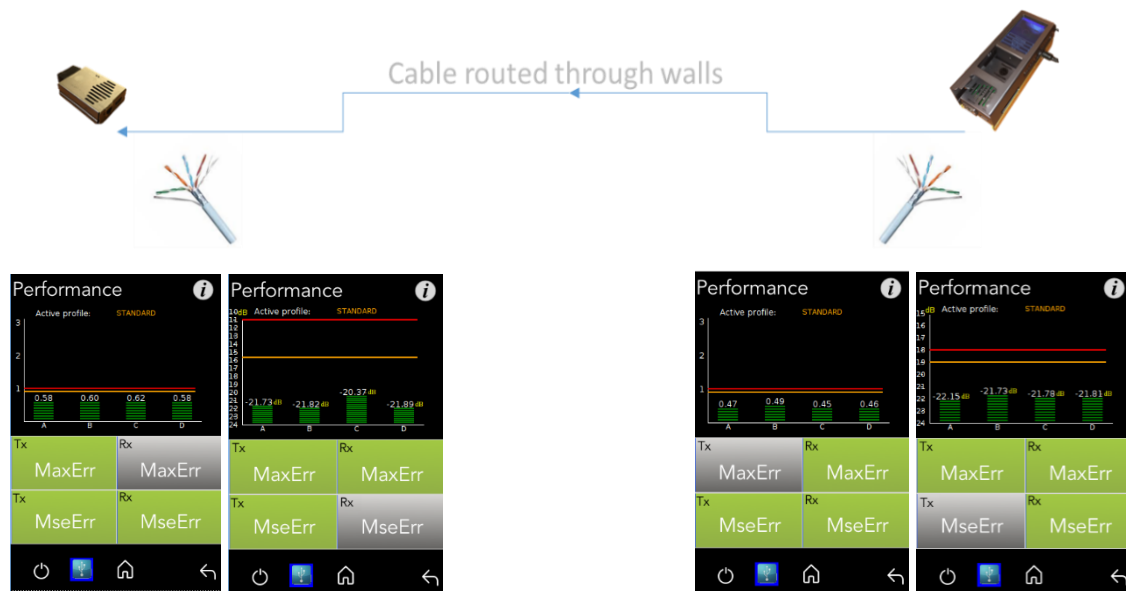 Cable routed through walls
Performance
i
Active profile: STANDARD
3
2
1
0.58 0.60 0.62 0.58
A B C D
Tx
MaxErr
Rx
MaxErr
Tx
MseErr
Rx
MseErr
Performance
i
10dB Active profile: STANDARD
11
12
13
14
15
16
17
18
19
20
21
22
23
24
-21.73dB -21.82dB -20.37dB -21.89dB
A B C D
Tx
MaxErr
Rx
MaxErr
Tx
MseErr
Rx
MseErr
Performance
i
Active profile: STANDARD
3
2
1
0.47 0.49 0.45 0.46
A B C D
Tx
MaxErr
Rx
MaxErr
Tx
MseErr
Rx
MseErr
Performance
i
15dB Active profile: STANDARD
16
17
18
19
24
21
22
28
24
-22.15dB -21.73dB -21.78dB -21.81dB
A B C D
Tx
MaxErr
Rx
MaxErr
Tx
MseErr
Rx
MseErr